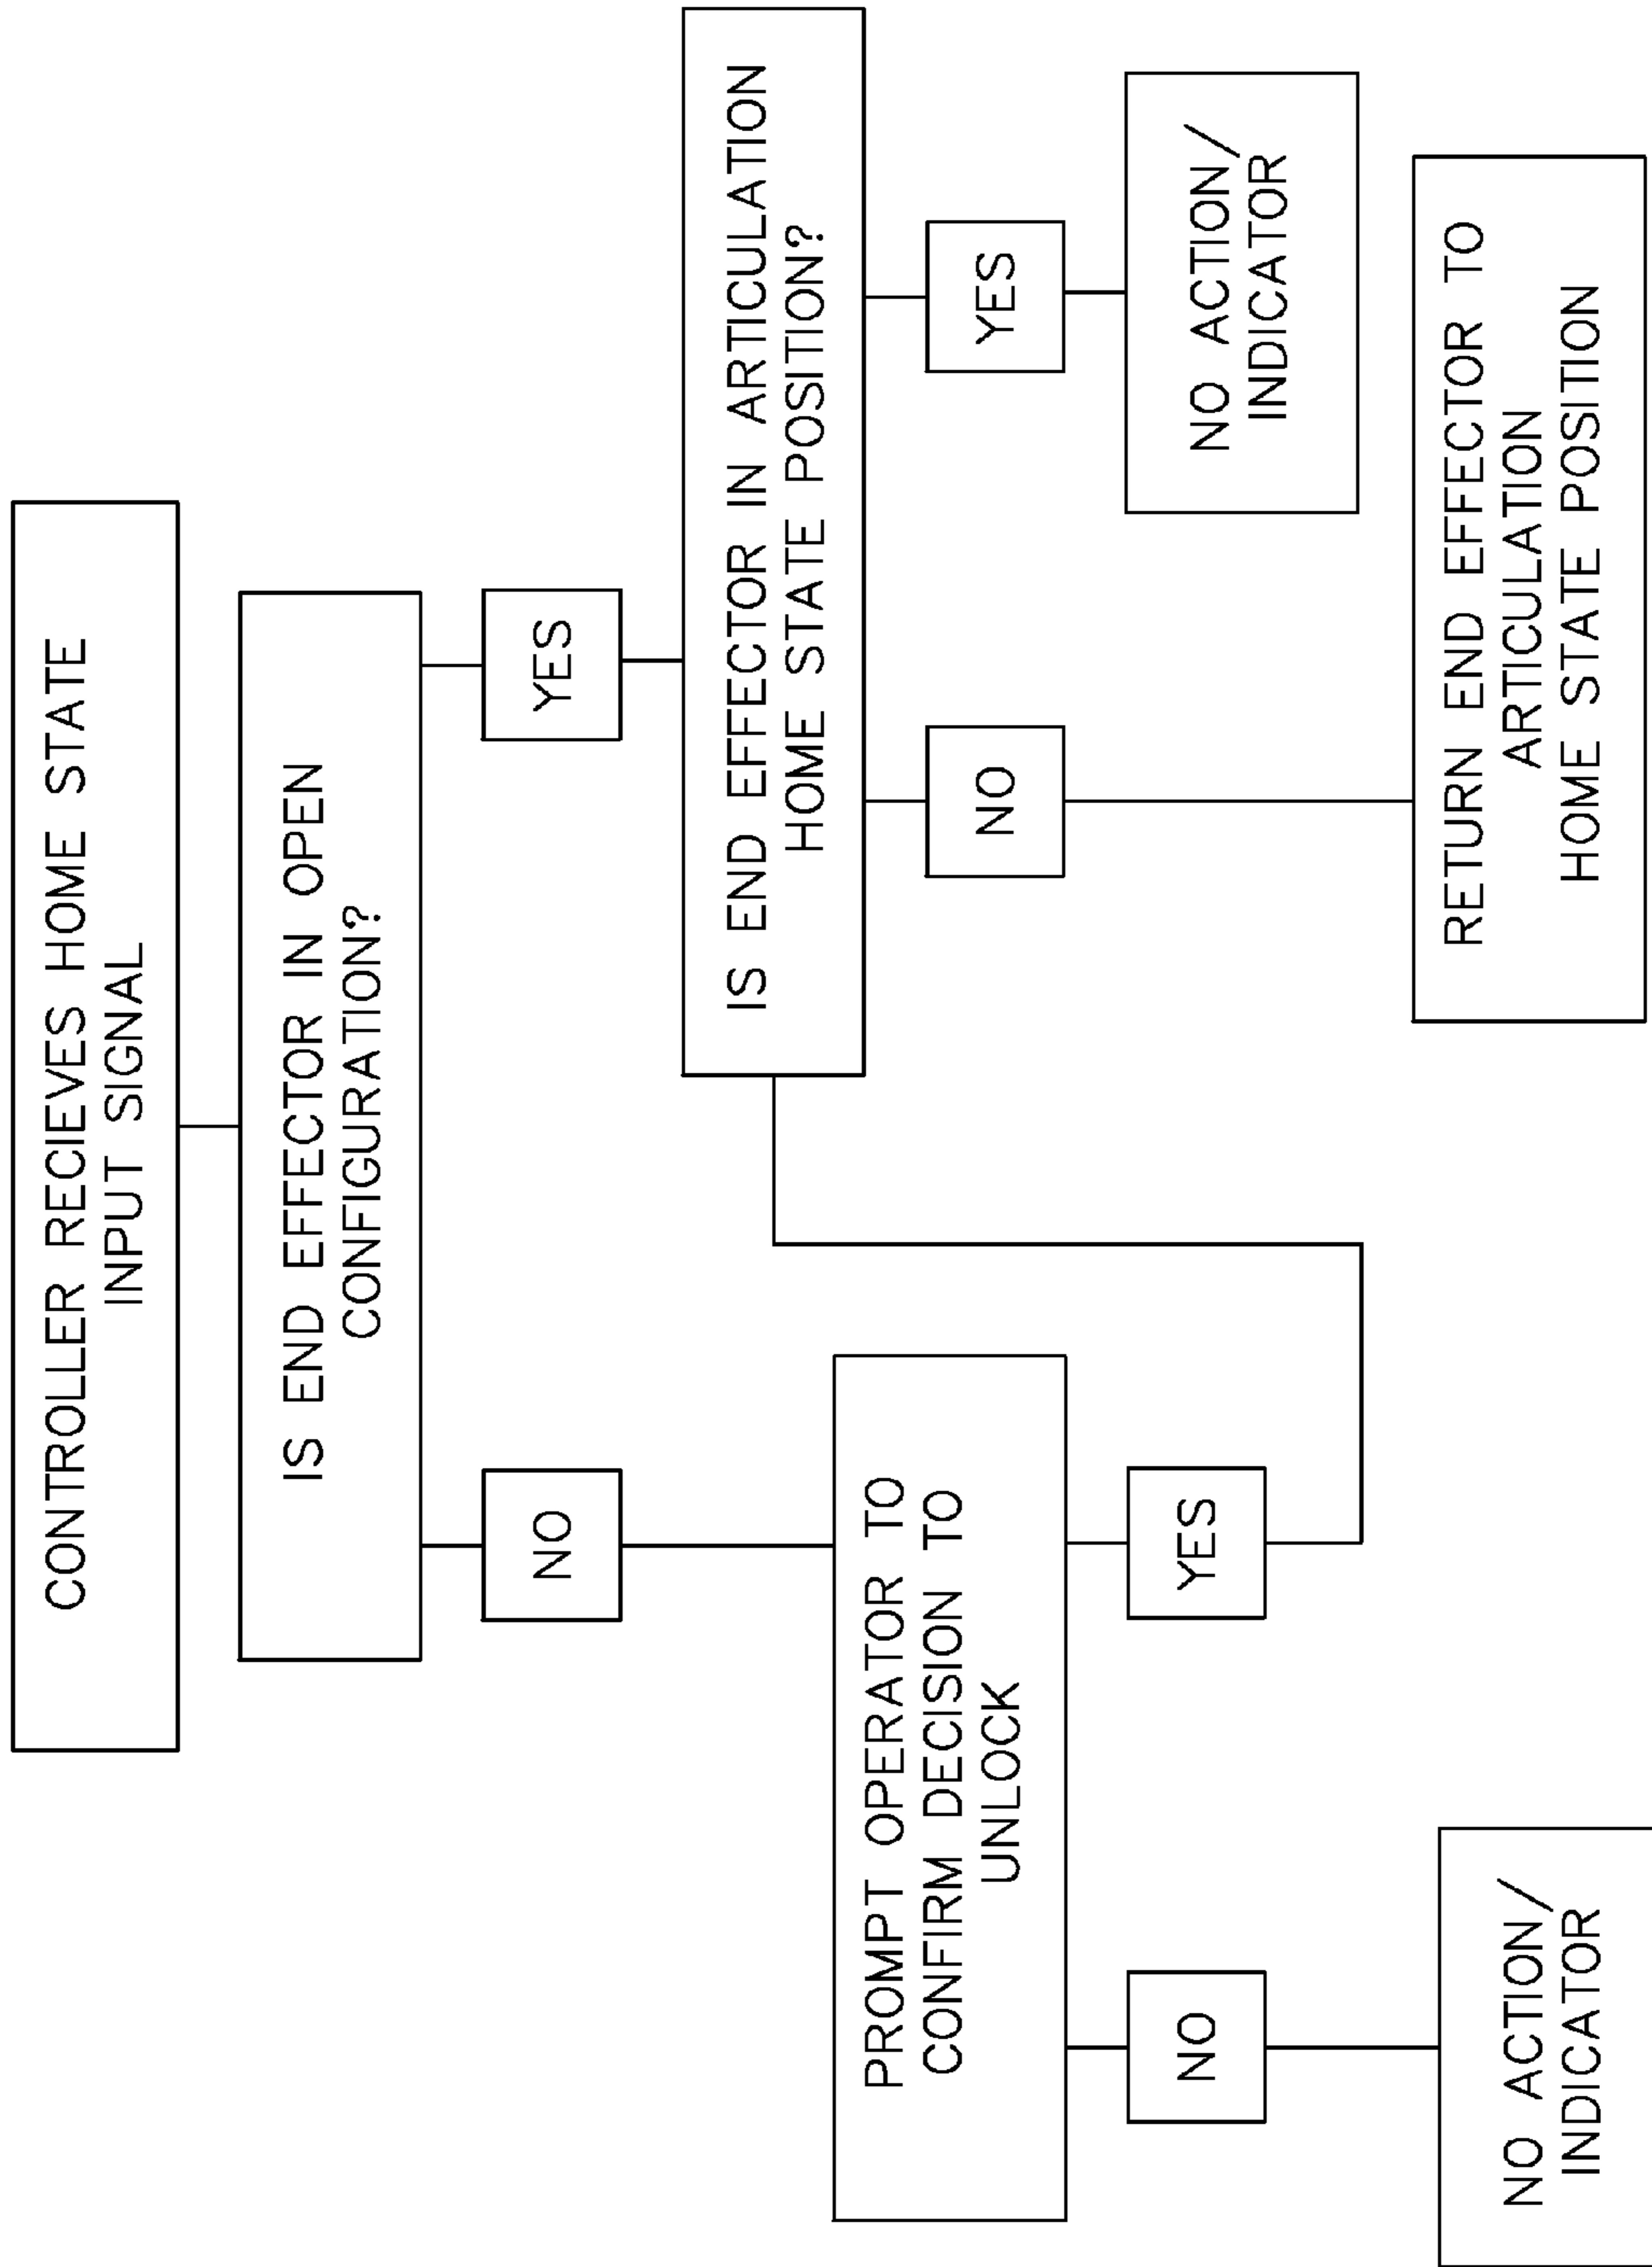 CONTROLLER RECIEVES HOME STATE
INPUT SIGNAL
IS END EFFECTOR IN OPEN
CONFIGURATION?
NO
YES
PROMPT OPERATOR TO
CONFIRM DECISION TO
UNLOCK
IS END EFFECTOR IN ARTICULATION
HOME STATE POSITION?
NO
YES
NO
YES
NO ACTION/
INDICATOR
NO ACTION/
INDICATOR
RETURN END EFFECTOR TO
ARTICULATION
HOME STATE POSITION